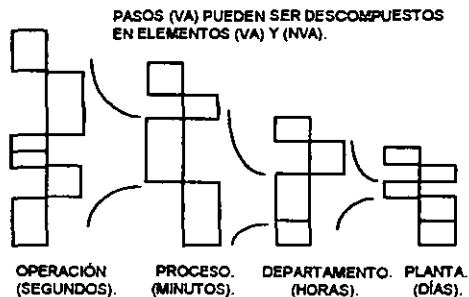 PASOS (VA) PUEDEN SER DESCOMPUESTOS
EN ELEMENTOS (VA) Y (NVA).
OPERACIÓN PROCESO. DEPARTAMENTO. PLANTA.
(SEGUNDOS). (MINUTOS). (HORAS). (DÍAS).